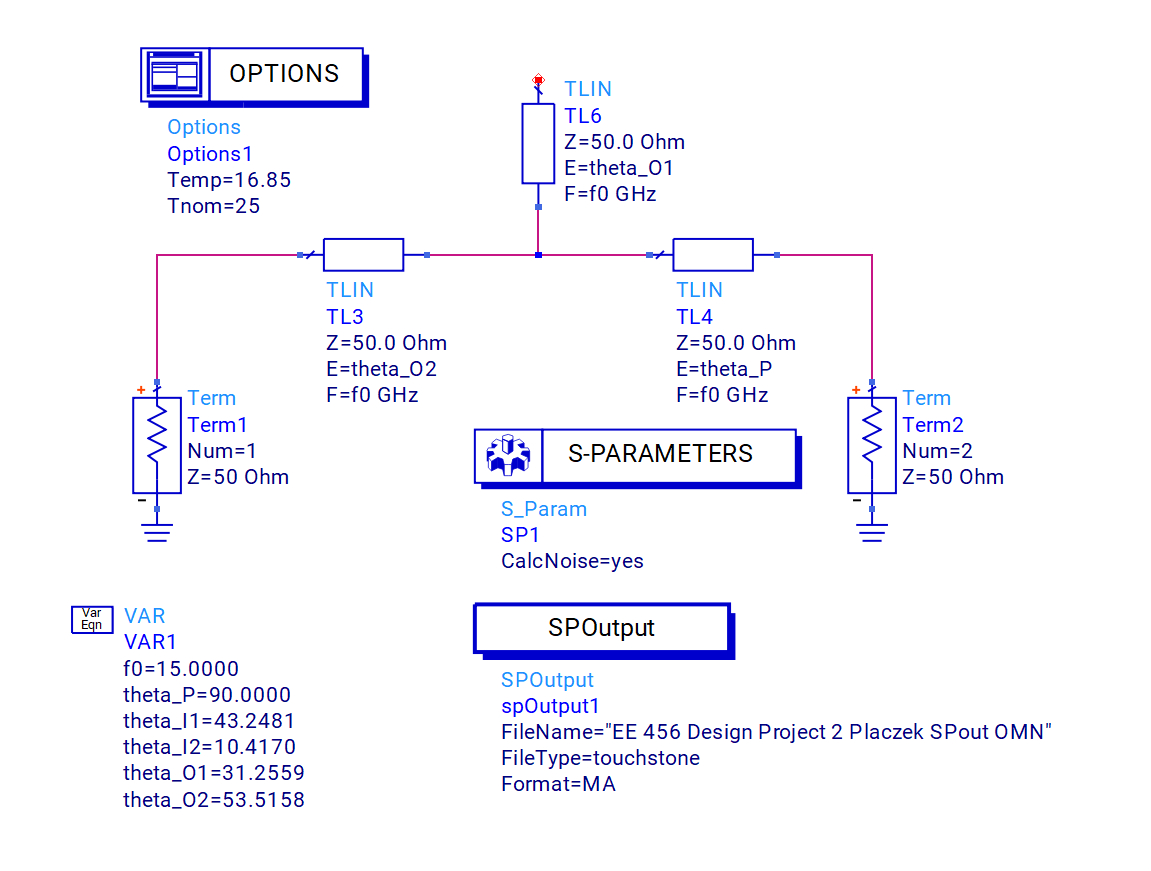 OPTIONS
Options
Options1
Temp=16.85
Tnom=25
TLIN
TL6
Z=50.0 Ohm
E=theta_O1
F=f0 GHz
TLIN
TL3
Z=50.0 Ohm
E=theta_O2
F=f0 GHz
TLIN
TL4
Z=50.0 Ohm
E=theta_P
F=f0 GHz
+
Term
Term1
Num=1
Z=50 Ohm
-
+
Term
Term2
Num=2
Z=50 Ohm
-
S-PARAMETERS
S_Param
SP1
CalcNoise=yes
Var
Eqn
VAR
VAR1
f0=15.0000
theta_P=90.0000
theta_I1=43.2481
theta_I2=10.4170
theta_O1=31.2559
theta_O2=53.5158
SPOutput
SPOutput
spOutput1
FileName="EE 456 Design Project 2 Placzek SPout OMN"
FileType=touchstone
Format=MA